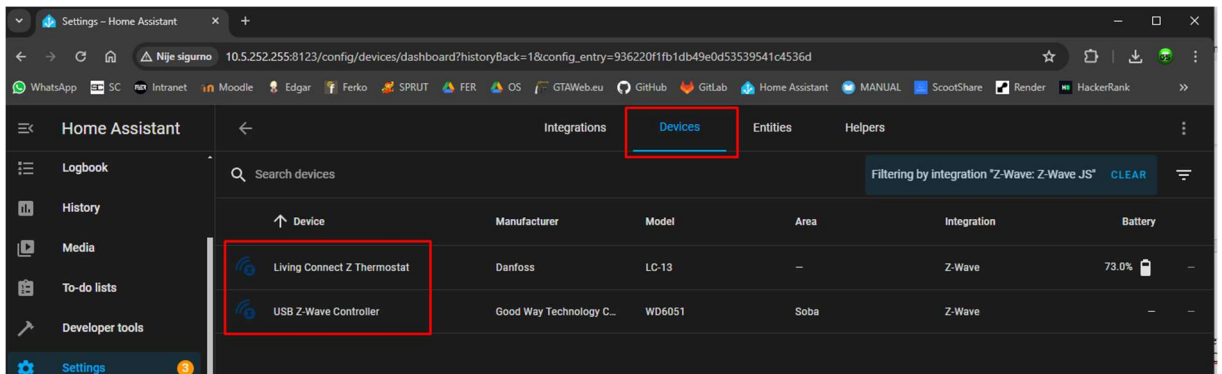 Settings – Home Assistant
Nije sigurno 10.5.252.255:8123/config/devices/dashboard?historyBack=1&config_entry=936220f1fb1db49e0d53539541c4536d
WhatsApp SC Intranet Moodle Edgar Ferko SPRUT FER OS GTAWeb.eu GitHub GitLab Home Assistant MANUAL ScootShare Render HackerRank
Home Assistant Integrations Devices Entities Helpers
Logbook Search devices Filtering by integration "Z-Wave: Z-Wave JS" CLEAR
History Device Manufacturer Model Area Integration Battery
Media
Living Connect Z Thermostat Danfoss LC-13 – Z-Wave 73.0% –
To-do lists
USB Z-Wave Controller Good Way Technology C... WD6051 Soba Z-Wave – –
Developer tools
Settings 3